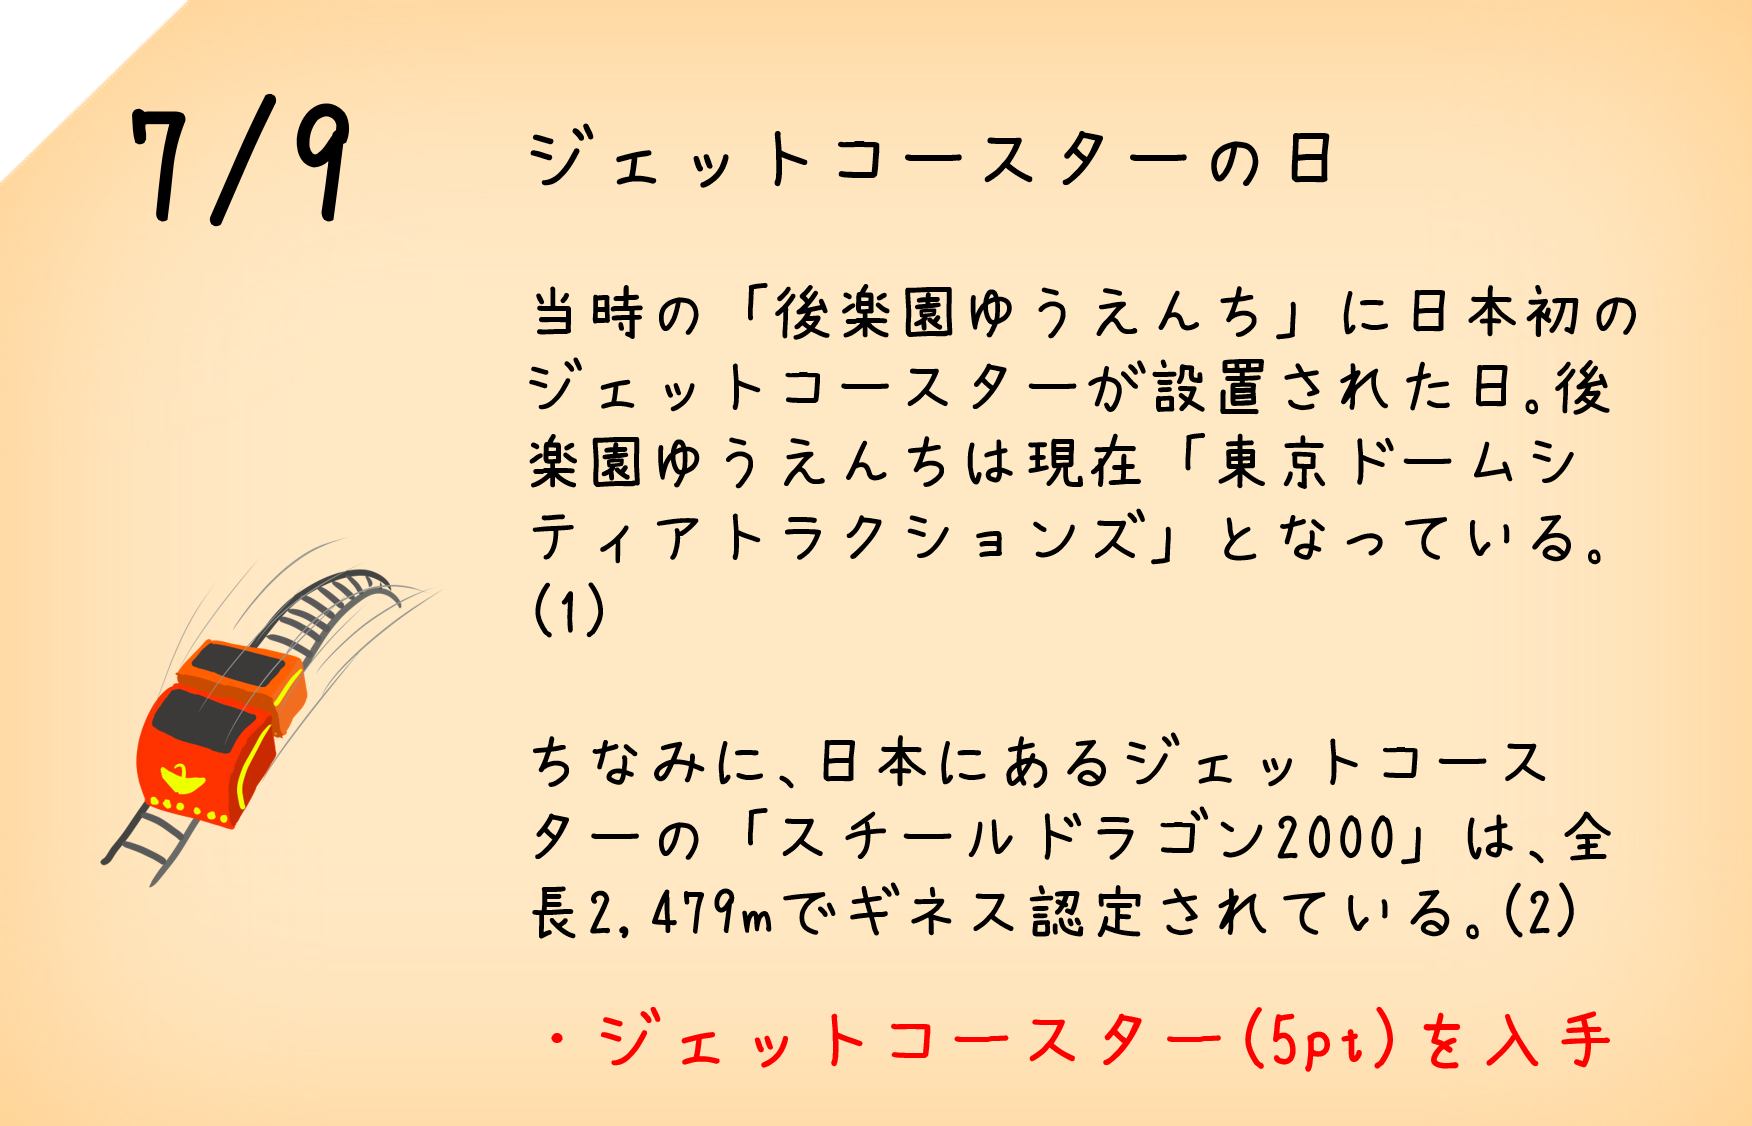 7/9
ジェットコースターの日
当時の「後楽園ゆうえんち」に日本初の
ジェットコースターが設置された日。後
楽園ゆうえんちは現在「東京ドームシ
ティアトラクションズ」となっている。
(1)
ちなみに、日本にあるジェットコース
ターの「スチールドラゴン2000」は、全
長2,479mでギネス認定されている。(2)
・ジェットコースター(5pt)を入手